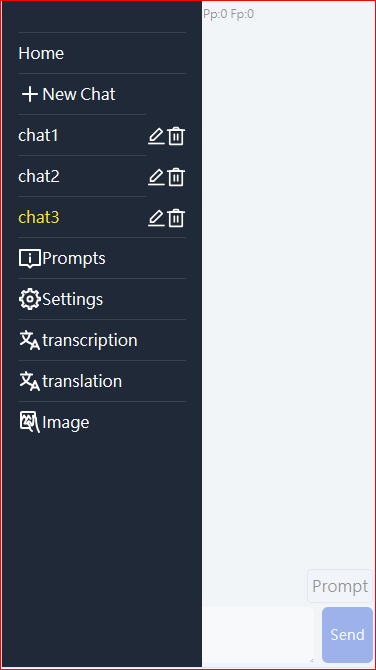 Pp:0 Fp:0
Home
New Chat
chat1
chat2
chat3
Prompts
Settings
transcription
translation
Image
Prompt
Send